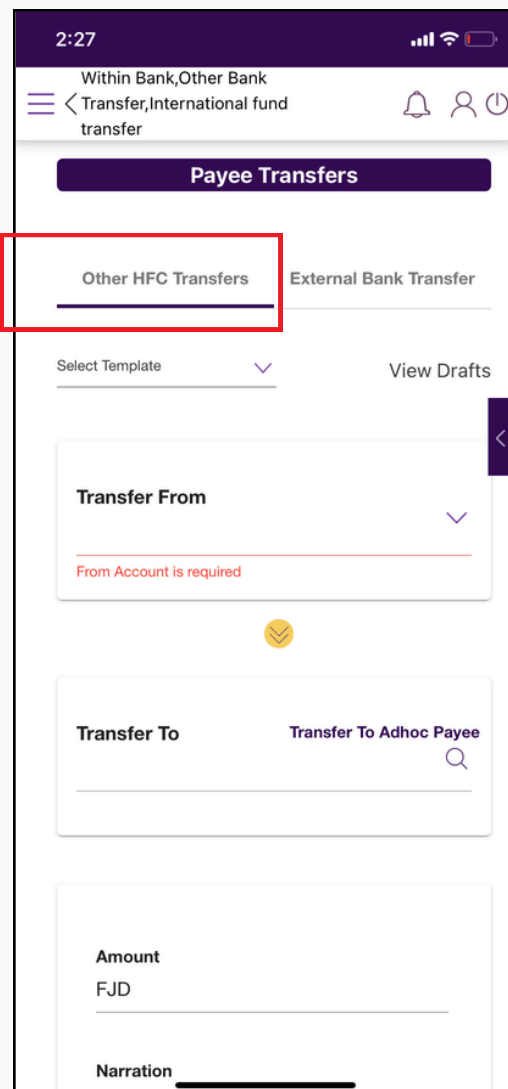 2:27
Within Bank,Other Bank
Transfer,International fund
transfer
Payee Transfers
Other HFC Transfers External Bank Transfer
Select Template View Drafts
Transfer From
From Account is required
Transfer To Transfer To Adhoc Payee
Amount
FJD
Narration